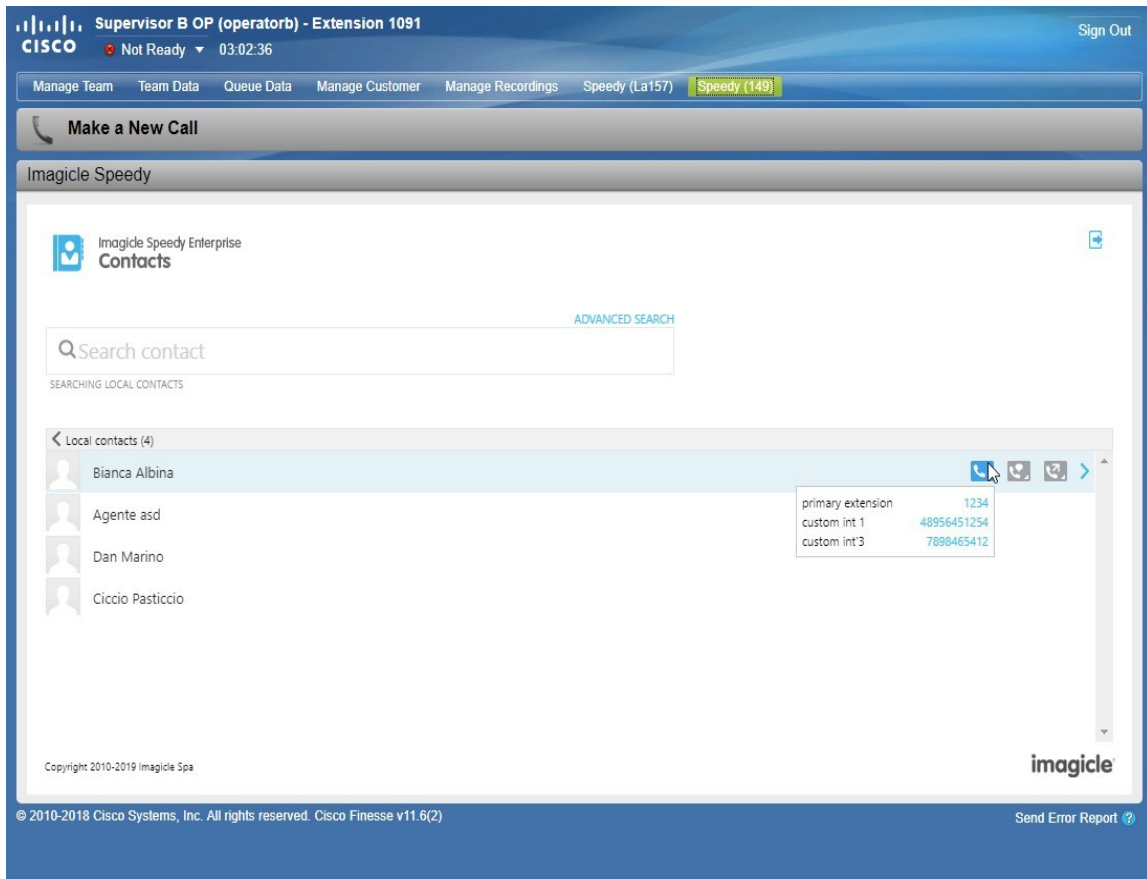 Supervisor B OP (operatorb) - Extension 1091
Sign Out
CISCO
Not Ready 03:02:36
Manage Team Team Data Queue Data Manage Customer Manage Recordings Speedy (La157) Speedy (149)
Make a New Call
Imagicle Speedy
Imagicle Speedy Enterprise
Contacts
ADVANCED SEARCH
Search contact
SEARCHING LOCAL CONTACTS
Local contacts (4)
Bianca Albina
primary extension 1234
custom int 1 48956451254
custom int'3 7898465412
Agente asd
Dan Marino
Ciccio Pasticcio
Copyright 2010-2019 Imagicle Spa
imagicle
© 2010-2018 Cisco Systems, Inc. All rights reserved. Cisco Finesse v11.6(2)
Send Error Report ?